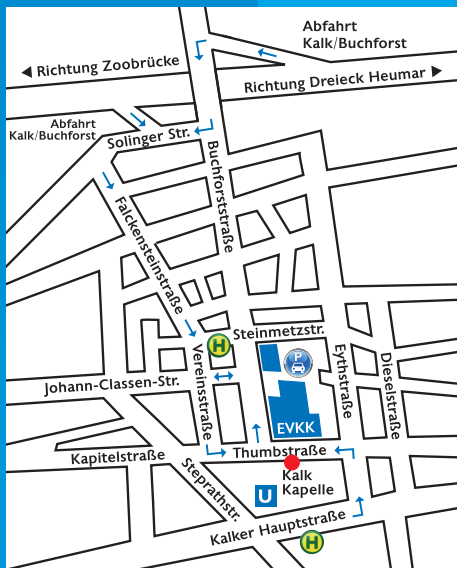 Abfahrt
Kalk/Buchforst
Richtung Zoobrücke
Richtung Dreieck Heumar
Abfahrt
Kalk/Buchforst
Solinger Str.
Buchforststraße
Falckensteinstraße
H
Steinmetzstr.
P
Vereinsstraße
Eythstraße
Dieselstraße
Johann-Classen-Str.
EVKK
Kapitelstraße
Thumbstraße
Kalk
Kapelle
U
Steprathstr.
Kalker Hauptstraße
H